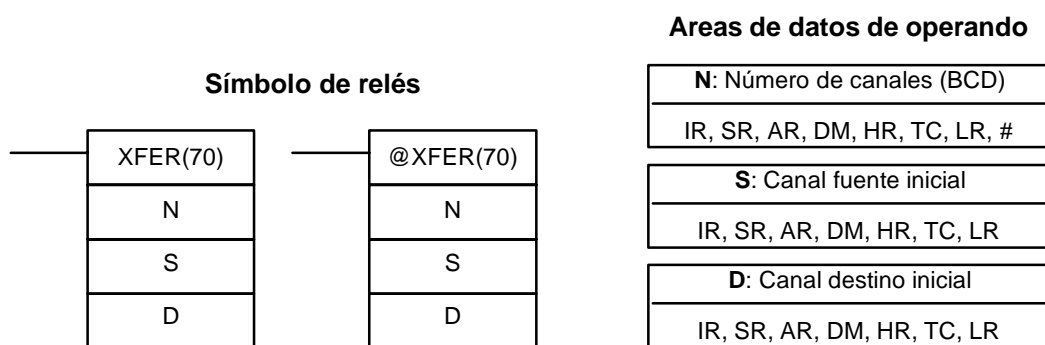 Símbolo de relés
XFER(70)
N
S
D
@XFER(70)
N
S
D
Areas de datos de operando
N: Número de canales (BCD)
IR, SR, AR, DM, HR, TC, LR, #
S: Canal fuente inicial
IR, SR, AR, DM, HR, TC, LR
D: Canal destino inicial
IR, SR, AR, DM, HR, TC, LR